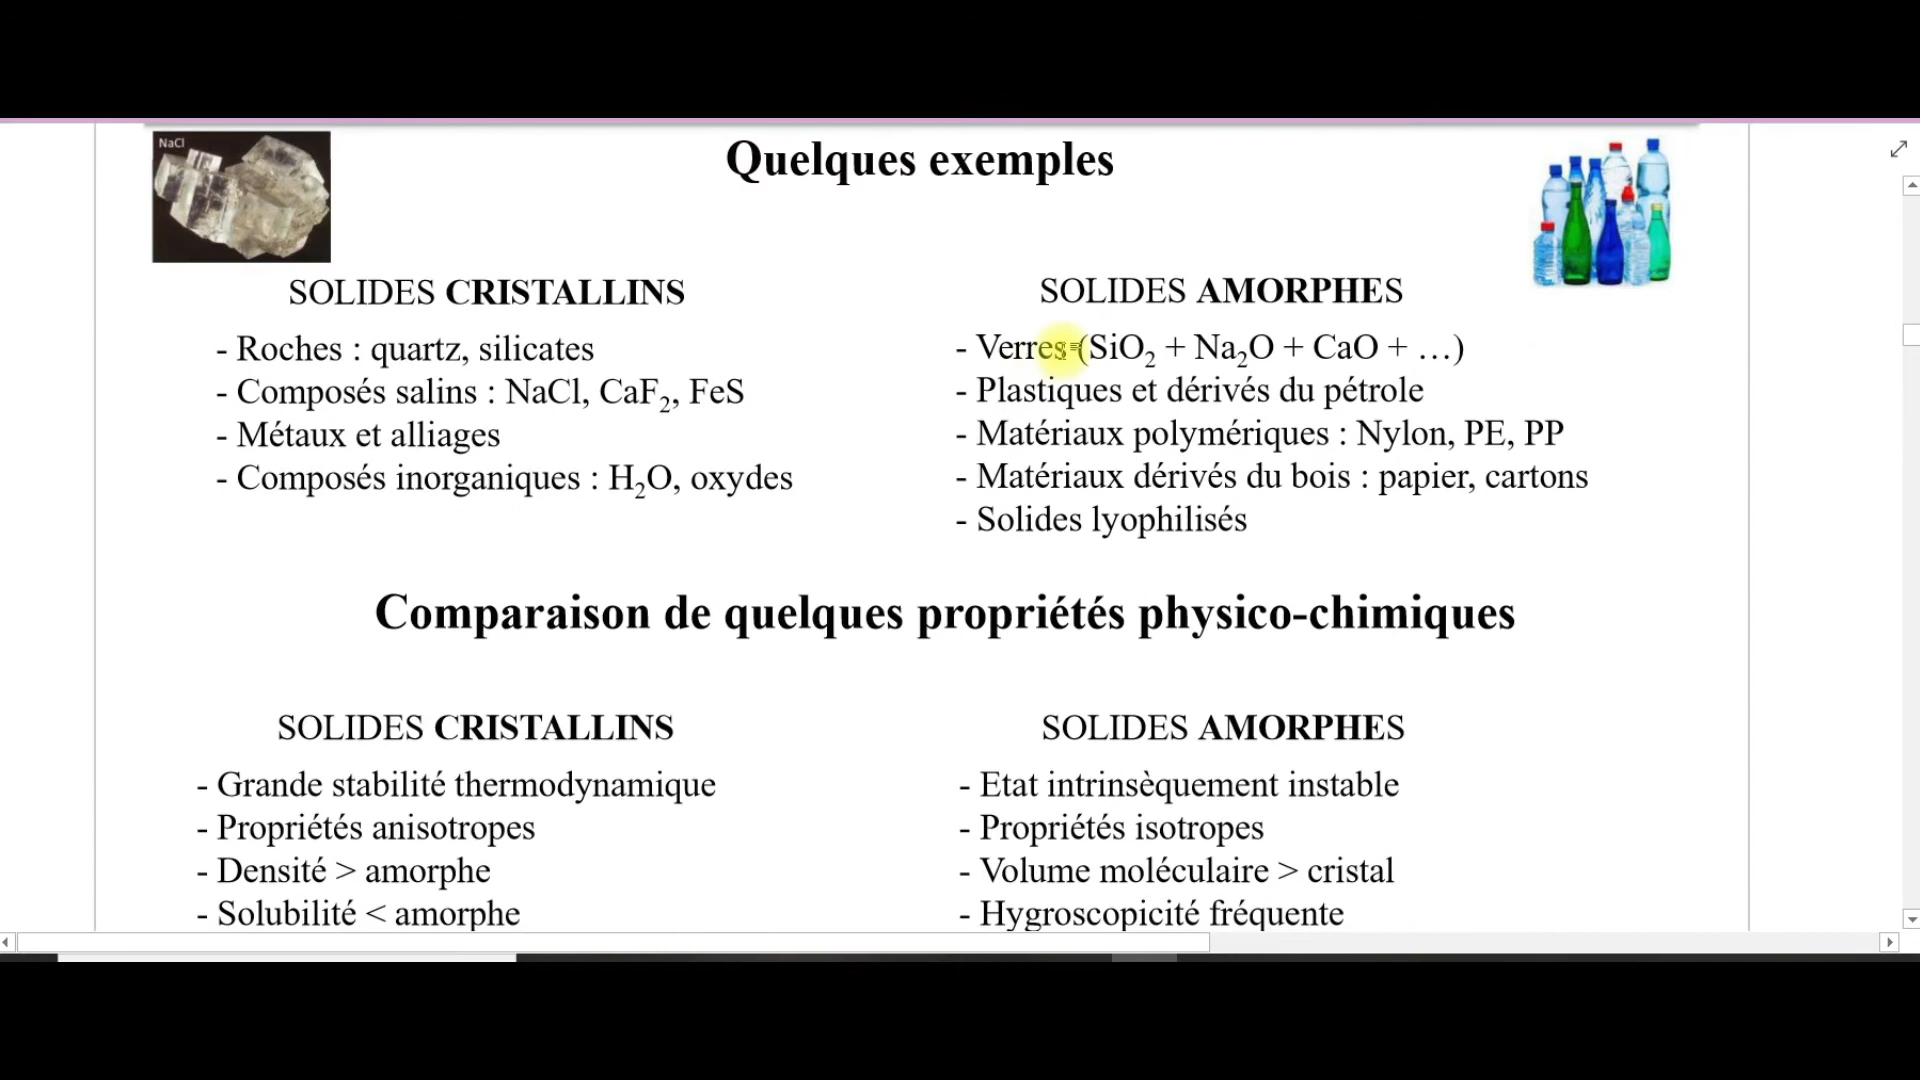 NaCl
Quelques exemples
SOLIDES CRISTALLINS
- Roches : quartz, silicates
- Composés salins : NaCl, CaF₂, FeS
- Métaux et alliages
- Composés inorganiques : H₂O, oxydes
SOLIDES AMORPHES
- Verres (SiO₂ + Na₂O + CaO + …)
- Plastiques et dérivés du pétrole
- Matériaux polymériques : Nylon, PE, PP
- Matériaux dérivés du bois : papier, cartons
- Solides lyophilisés
Comparaison de quelques propriétés physico-chimiques
SOLIDES CRISTALLINS
- Grande stabilité thermodynamique
- Propriétés anisotropes
- Densité > amorphe
- Solubilité < amorphe
SOLIDES AMORPHES
- Etat intrinsèquement instable
- Propriétés isotropes
- Volume moléculaire > cristal
- Hygroscopicité fréquente